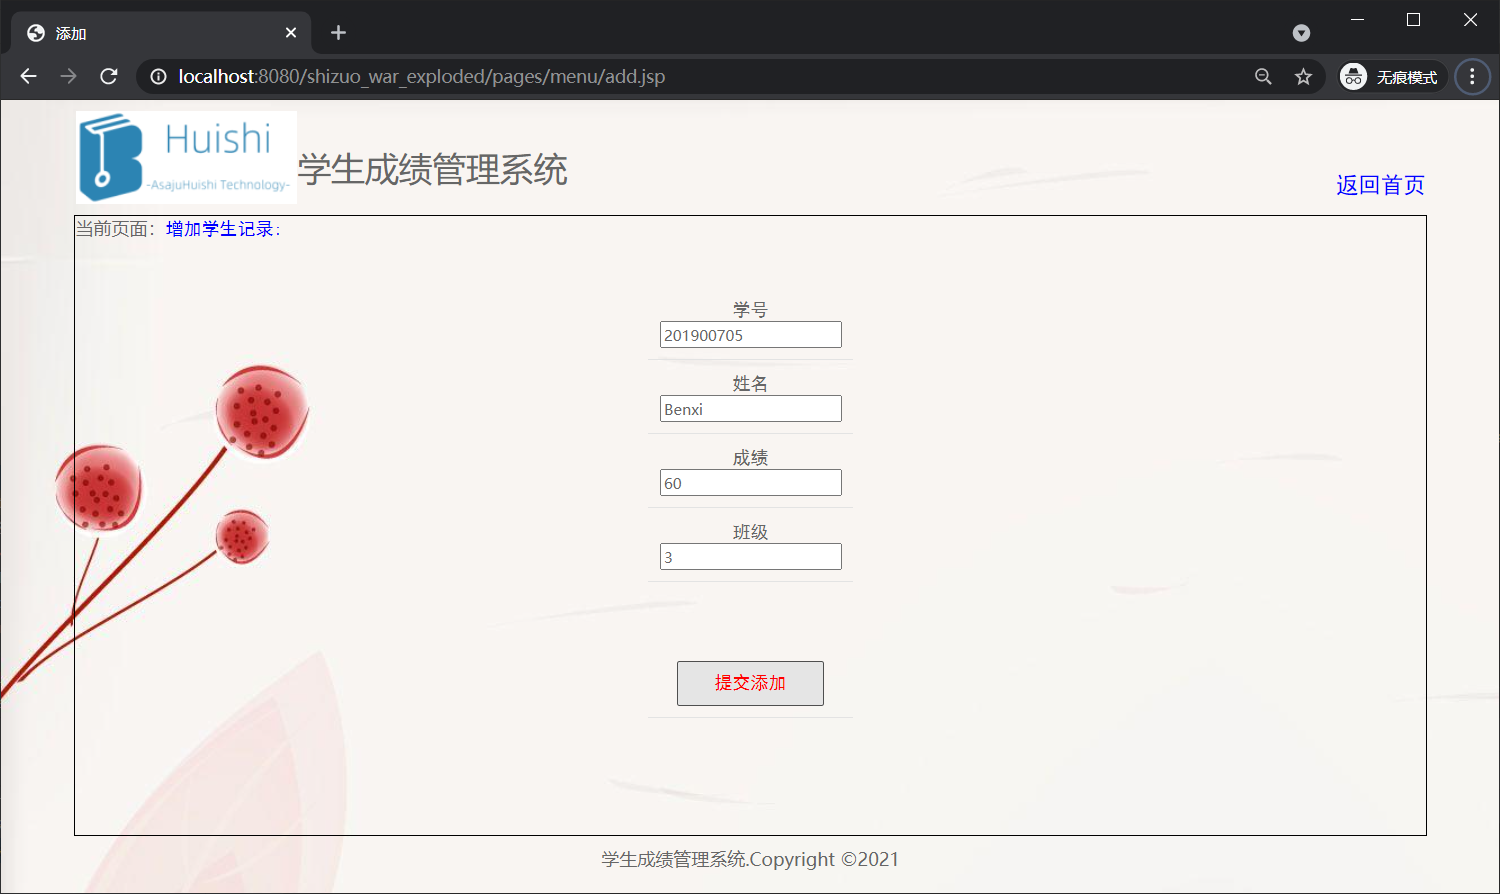 添加
localhost:8080/shizuo_war_exploded/pages/menu/add.jsp
无痕模式
Huishi
-AsajuHuishi Technology-
学生成绩管理系统
返回首页
当前页面：增加学生记录：
学号
201900705
姓名
Benxi
成绩
60
班级
3
提交添加
学生成绩管理系统.Copyright ©2021